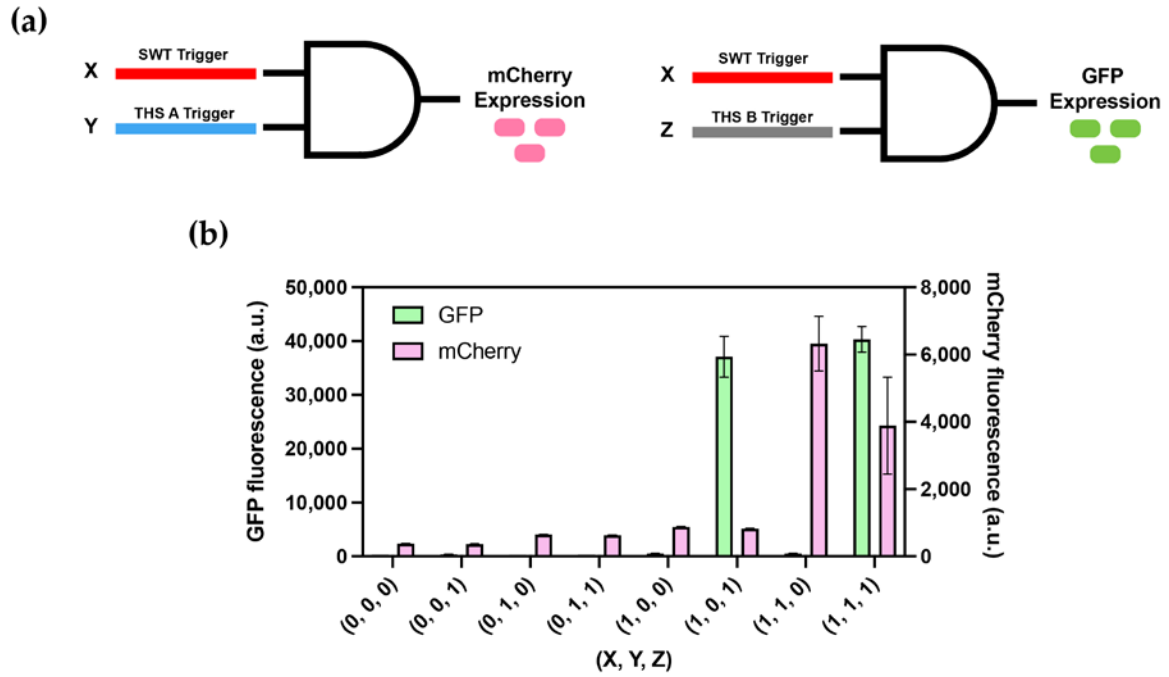 (a)
X
SWT Trigger
Y
THS A Trigger
mCherry
Expression
X
SWT Trigger
Z
THS B Trigger
GFP
Expression
(b)
GFP fluorescence (a.u.)
50,000
40,000
30,000
20,000
10,000
0
GFP
mCherry
8,000
6,000
4,000
2,000
0
mCherry fluorescence (a.u.)
(0, 0, 0)
(0, 0, 1)
(0, 1, 0)
(0, 1, 1)
(1, 0, 0)
(1, 0, 1)
(1, 1, 0)
(1, 1, 1)
(X, Y, Z)